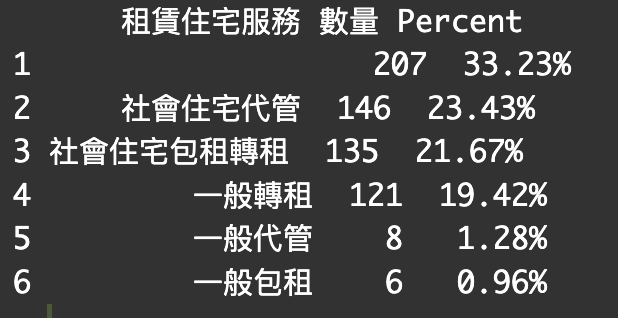 租賃住宅服務 數量 Percent
1 207 33.23%
2 社會住宅代管 146 23.43%
3 社會住宅包租轉租 135 21.67%
4 一般轉租 121 19.42%
5 一般代管 8 1.28%
6 一般包租 6 0.96%